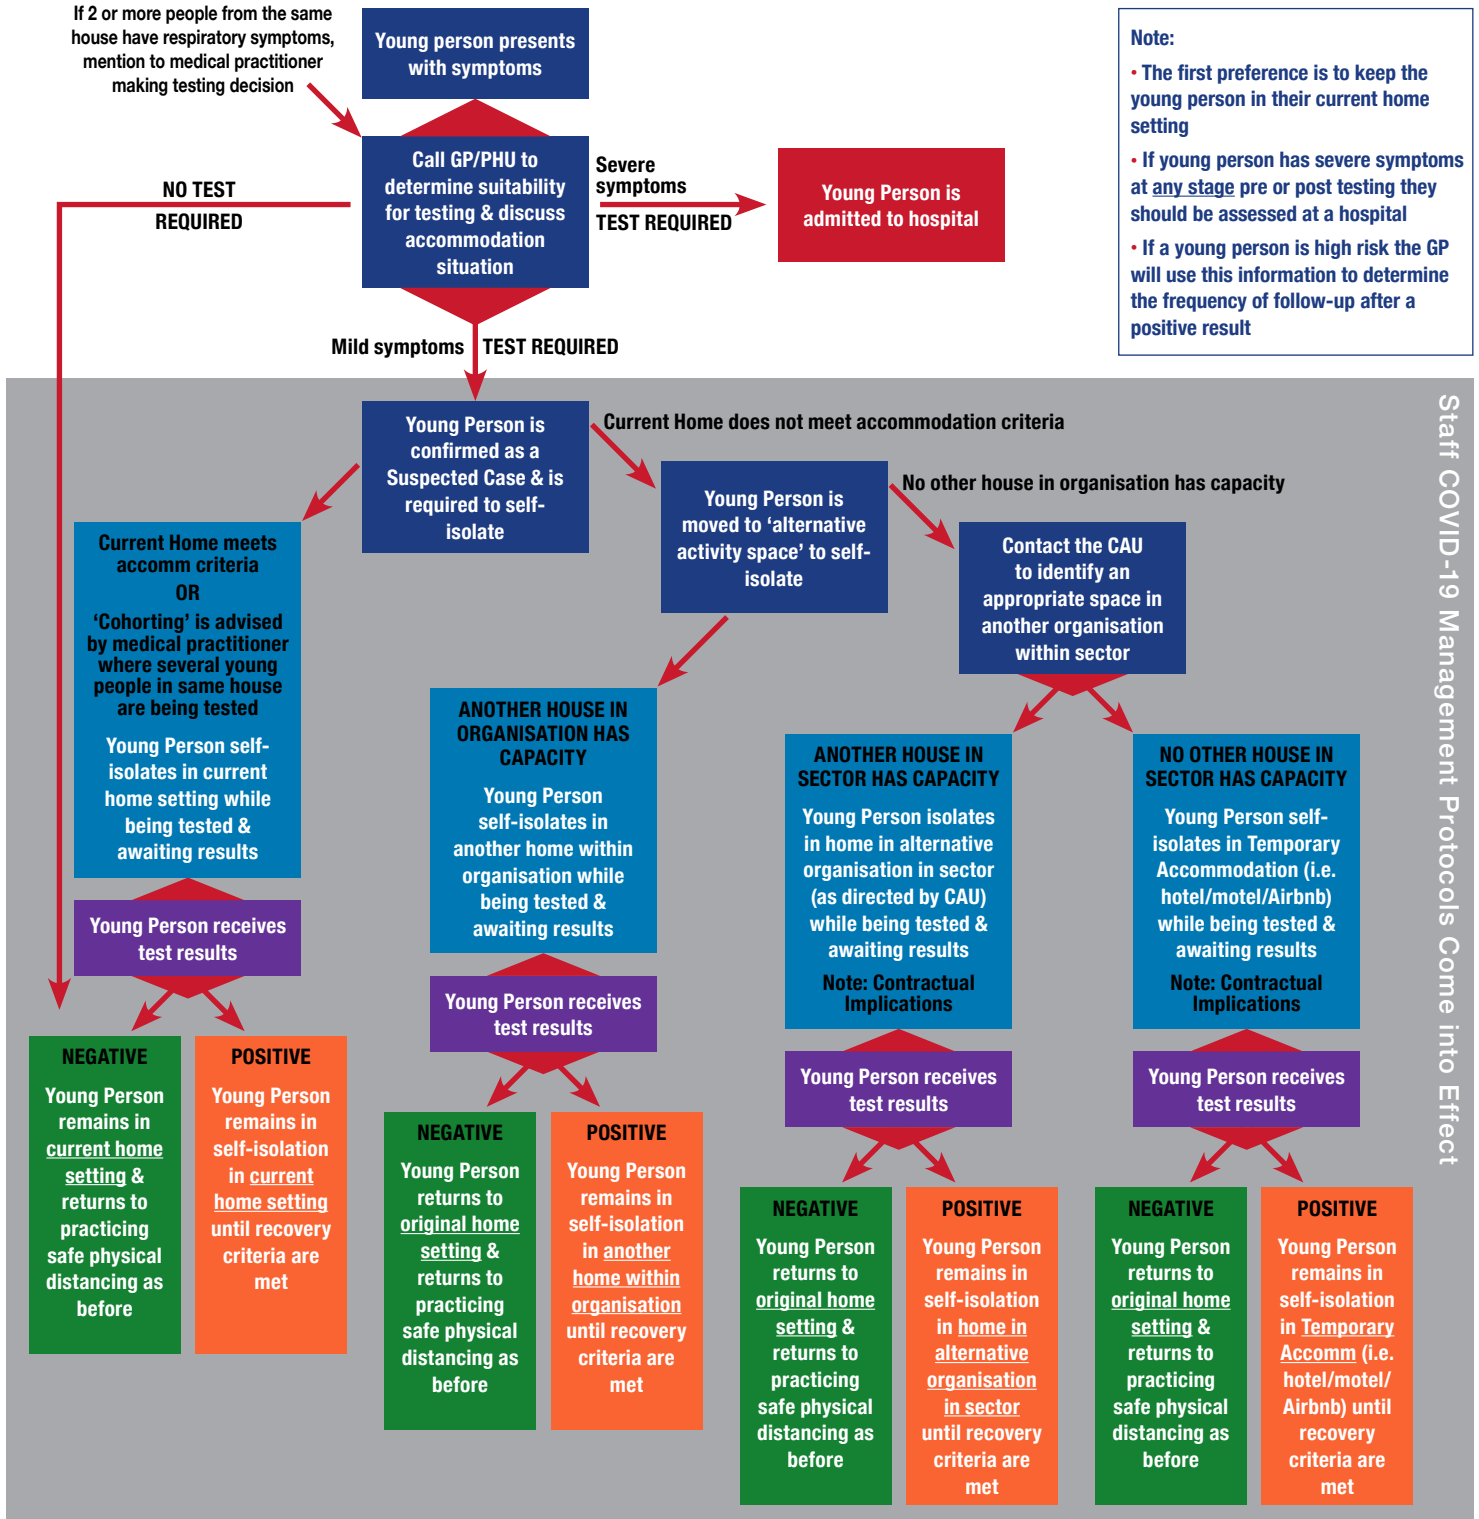 If 2 or more people from the same
house have respiratory symptoms,
mention to medical practitioner
making testing decision
Young person presents
with symptoms
Note:
• The first preference is to keep the
young person in their current home
setting
• If young person has severe symptoms
at any stage pre or post testing they
should be assessed at a hospital
• If a young person is high risk the GP
will use this information to determine
the frequency of follow-up after a
positive result
Call GP/PHU to
determine suitability
for testing & discuss
accommodation
situation
NO TEST
REQUIRED
Severe
symptoms
TEST REQUIRED
Young Person is
admitted to hospital
Mild symptoms
TEST REQUIRED
Staff COVID-19 Management Protocols Come into Effect
Young Person is
confirmed as a
Suspected Case & is
required to self-
isolate
Current Home does not meet accommodation criteria
Young Person is
moved to ‘alternative
activity space’ to self-
isolate
No other house in organisation has capacity
Contact the CAU
to identify an
appropriate space in
another organisation
within sector
Current Home meets
accomm criteria
OR
‘Cohorting’ is advised
by medical practitioner
where several young
people in same house
are being tested
Young Person self-
isolates in current
home setting while
being tested &
awaiting results
ANOTHER HOUSE IN
ORGANISATION HAS
CAPACITY
Young Person
self-isolates in
another home within
organisation while
being tested &
awaiting results
ANOTHER HOUSE IN
SECTOR HAS CAPACITY
Young Person isolates
in home in alternative
organisation in sector
(as directed by CAU)
while being tested &
awaiting results
Note: Contractual
Implications
NO OTHER HOUSE IN
SECTOR HAS CAPACITY
Young Person self-
isolates in Temporary
Accommodation (i.e.
hotel/motel/Airbnb)
while being tested &
awaiting results
Note: Contractual
Implications
Young Person receives
test results
Young Person receives
test results
Young Person receives
test results
Young Person receives
test results
NEGATIVE
Young Person
remains in
current home
setting &
returns to
practicing
safe physical
distancing as
before
POSITIVE
Young Person
remains in
self-isolation
in current
home setting
until recovery
criteria are
met
NEGATIVE
Young Person
returns to
original home
setting &
returns to
practicing
safe physical
distancing as
before
POSITIVE
Young Person
remains in
self-isolation
in another
home within
organisation
until recovery
criteria are
met
NEGATIVE
Young Person
returns to
original home
setting &
returns to
practicing
safe physical
distancing as
before
POSITIVE
Young Person
remains in
self-isolation
in home in
alternative
organisation
in sector
until recovery
criteria are
met
NEGATIVE
Young Person
returns to
original home
setting &
returns to
practicing
safe physical
distancing as
before
POSITIVE
Young Person
remains in
self-isolation
in Temporary
Accomm (i.e.
hotel/motel/
Airbnb) until
recovery
criteria are
met